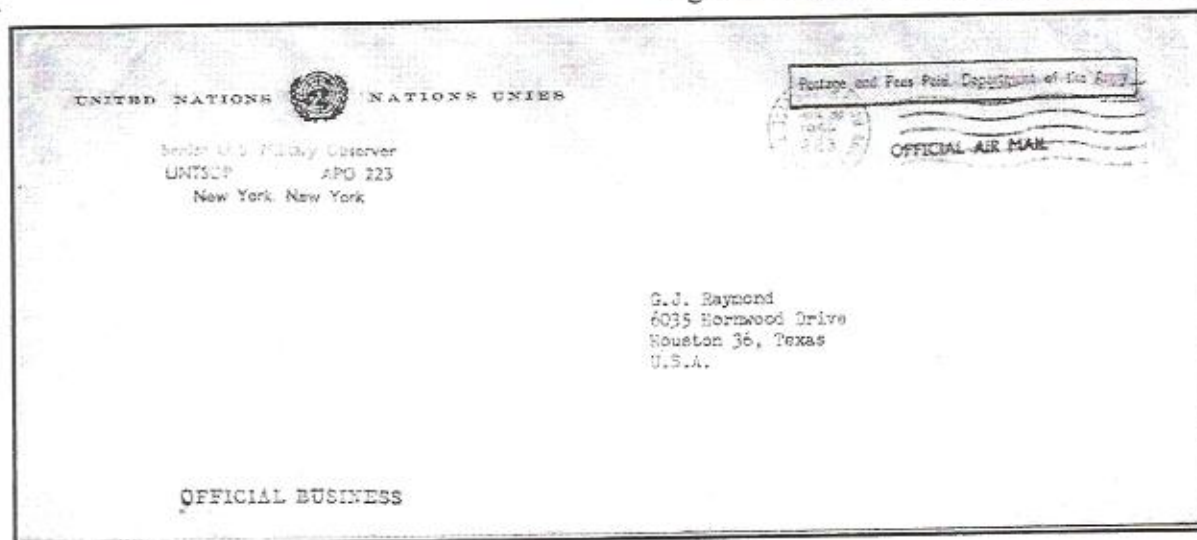 UNITED NATIONS NATIONS UNIES
Postage and Fees Paid, Department of the Army
Senior U.S. Military Observer
UNTSOP APO 223
New York, New York
OFFICIAL AIR MAIL
G.J. Raymond
6035 Hornwood Drive
Houston 36, Texas
U.S.A.
OFFICIAL BUSINESS